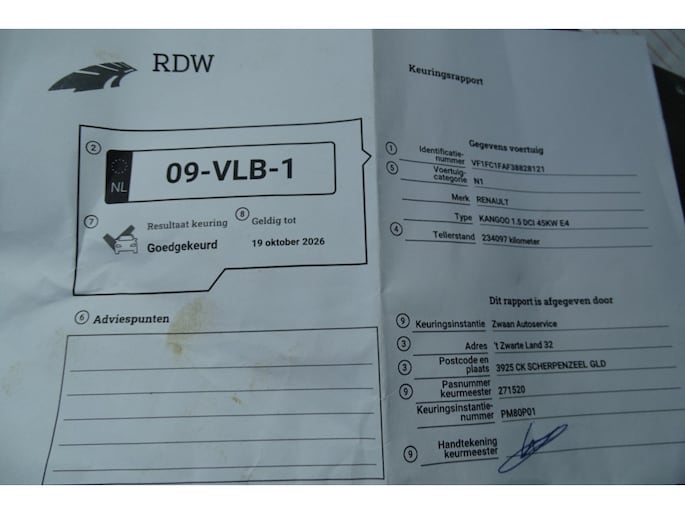 RDW
Keuringsrapport
② 09-VLB-1
NL
⑦ Resultaat keuring
Goedgekeurd
⑧ Geldig tot
19 oktober 2026
⑥ Adviespunten
Gegevens voertuig
① Identificatie-
nummer VF1FC1FAF38828121
⑤ Voertuig-
categorie N1
Merk RENAULT
Type KANGOO 1.5 DCI 45KW E4
④ Tellerstand 234097 kilometer
Dit rapport is afgegeven door
⑨ Keuringsinstantie Zwaan Autoservice
③ Adres 't Zwarte Land 32
③ Postcode en
plaats 3925 CK SCHERPENZEEL GLD
⑨ Pasnummer
keurmeester 271520
Keuringsinstantie-
nummer PM80P01
⑨ Handtekening
keurmeester